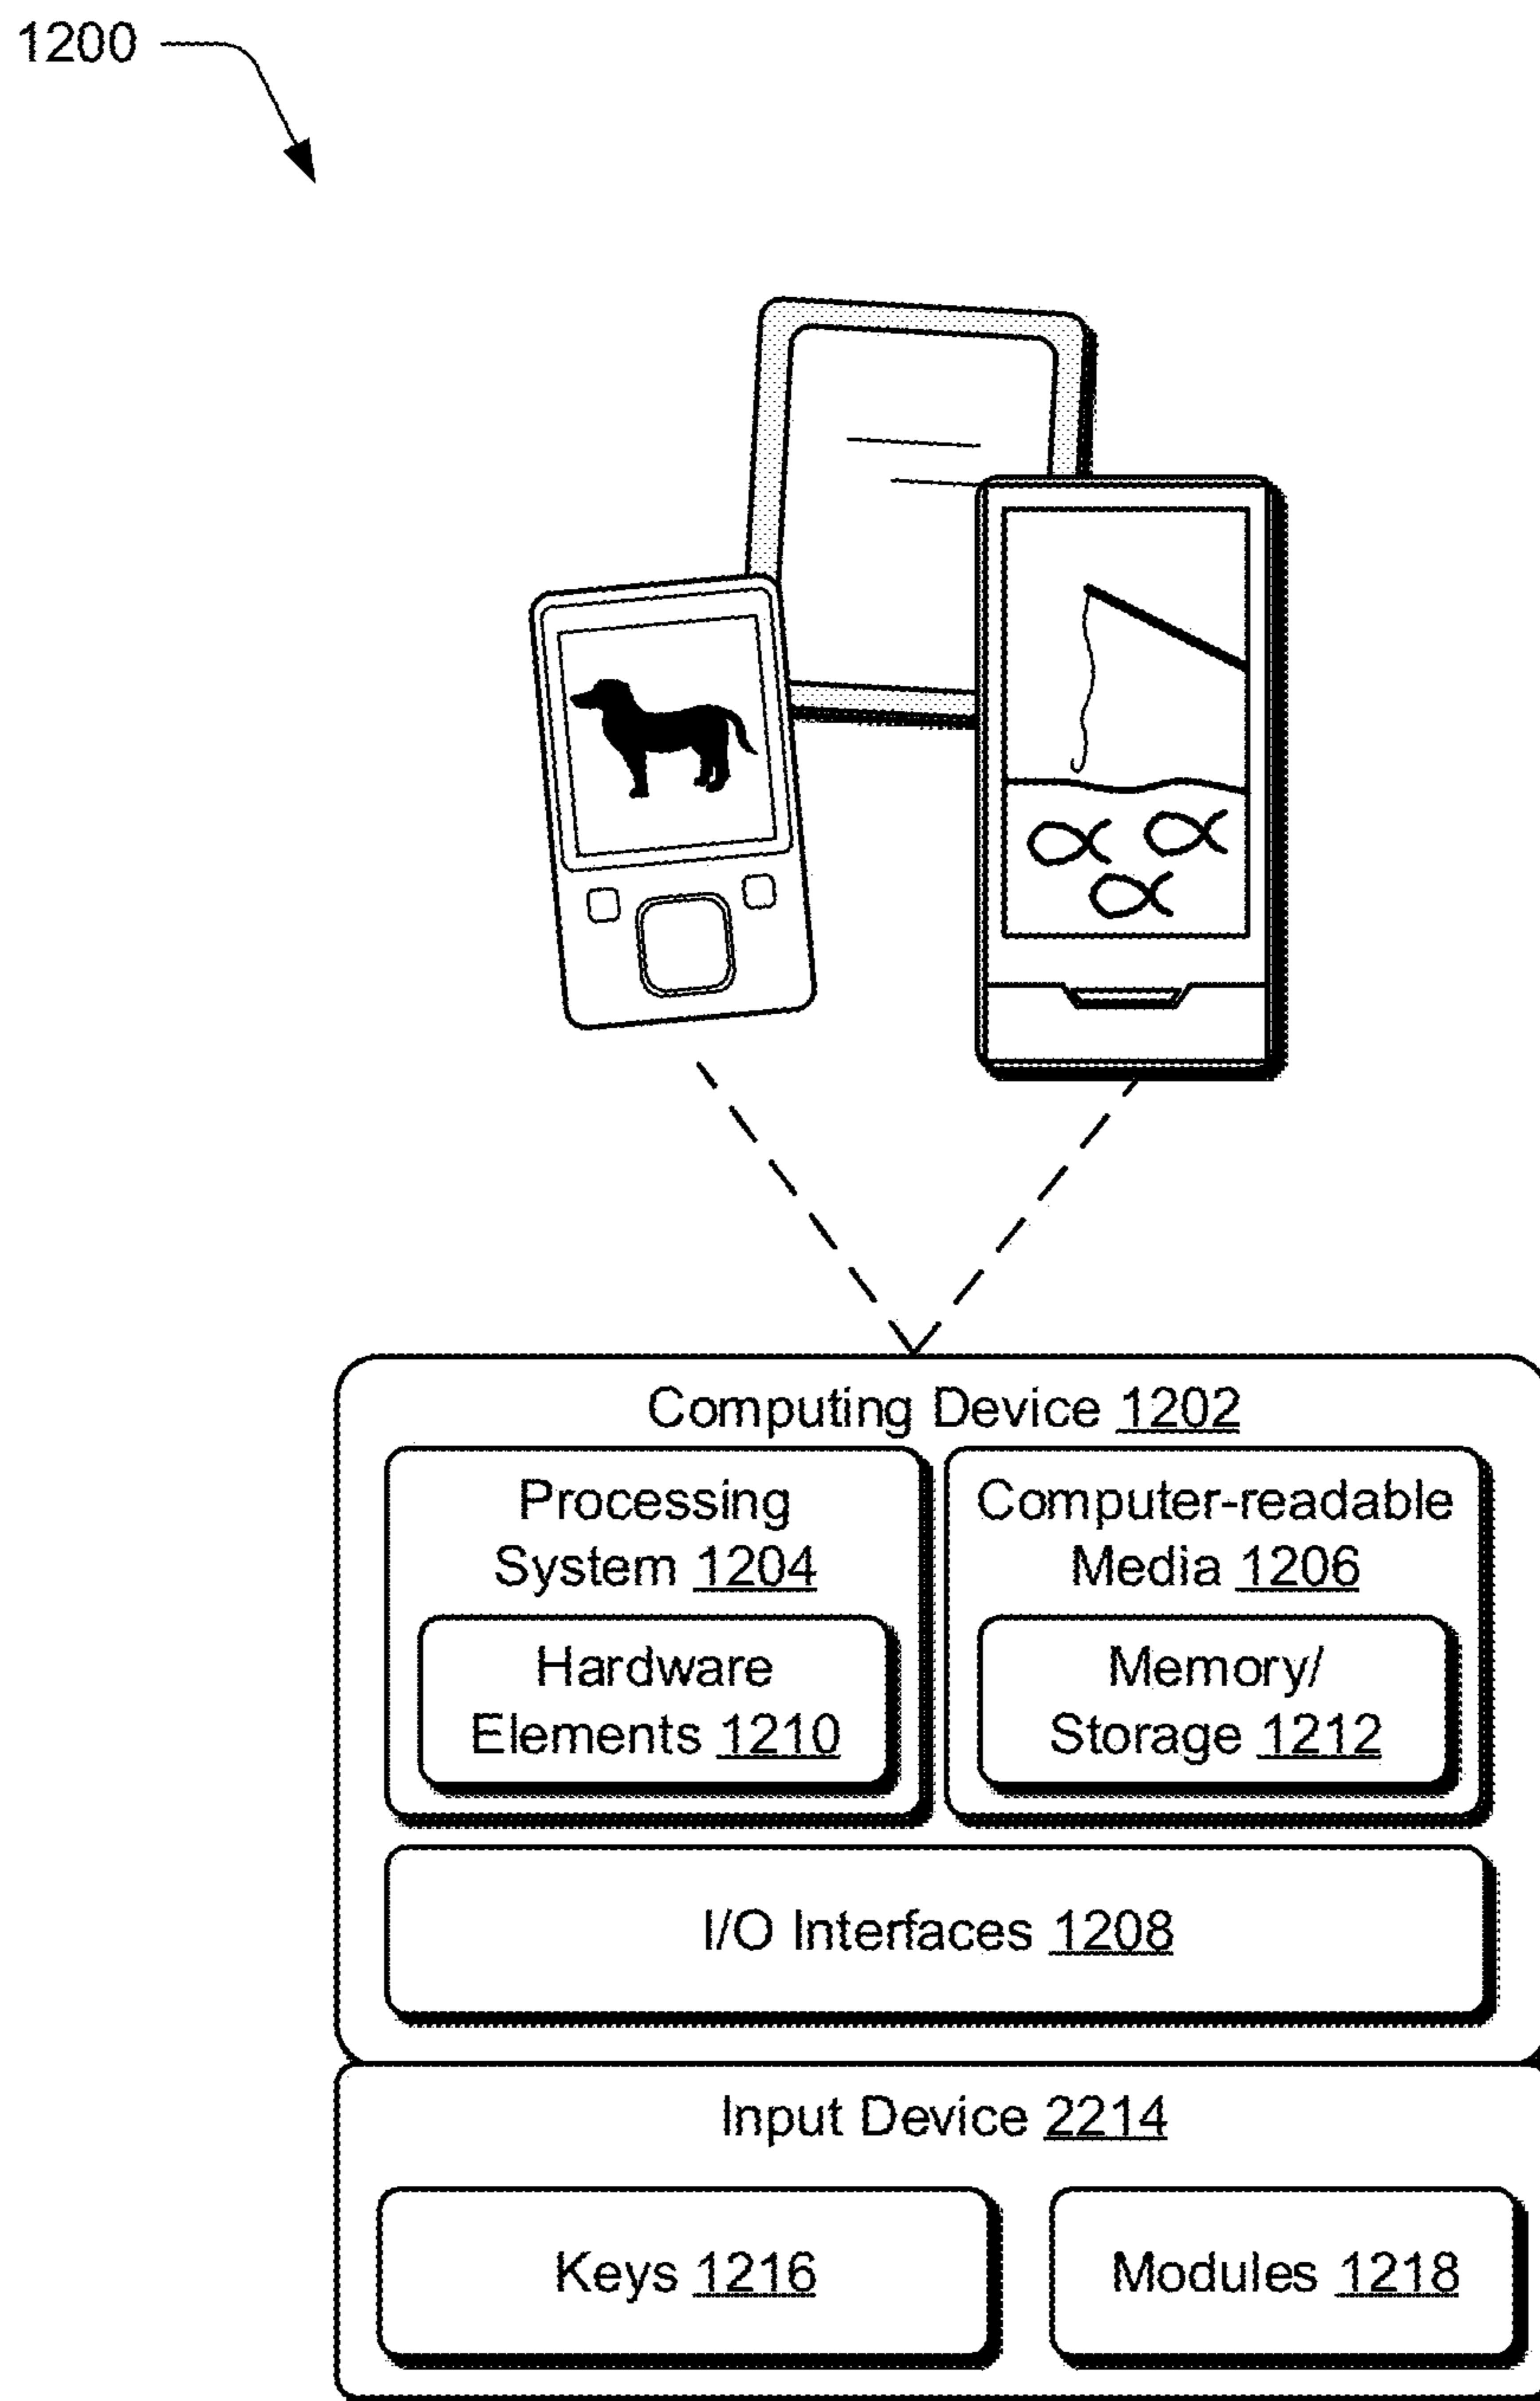 1200
Computing Device 1202
Processing
System 1204
Hardware
Elements 1210
Computer-readable
Media 1206
Memory/
Storage 1212
I/O Interfaces 1208
Input Device 2214
Keys 1216
Modules 1218